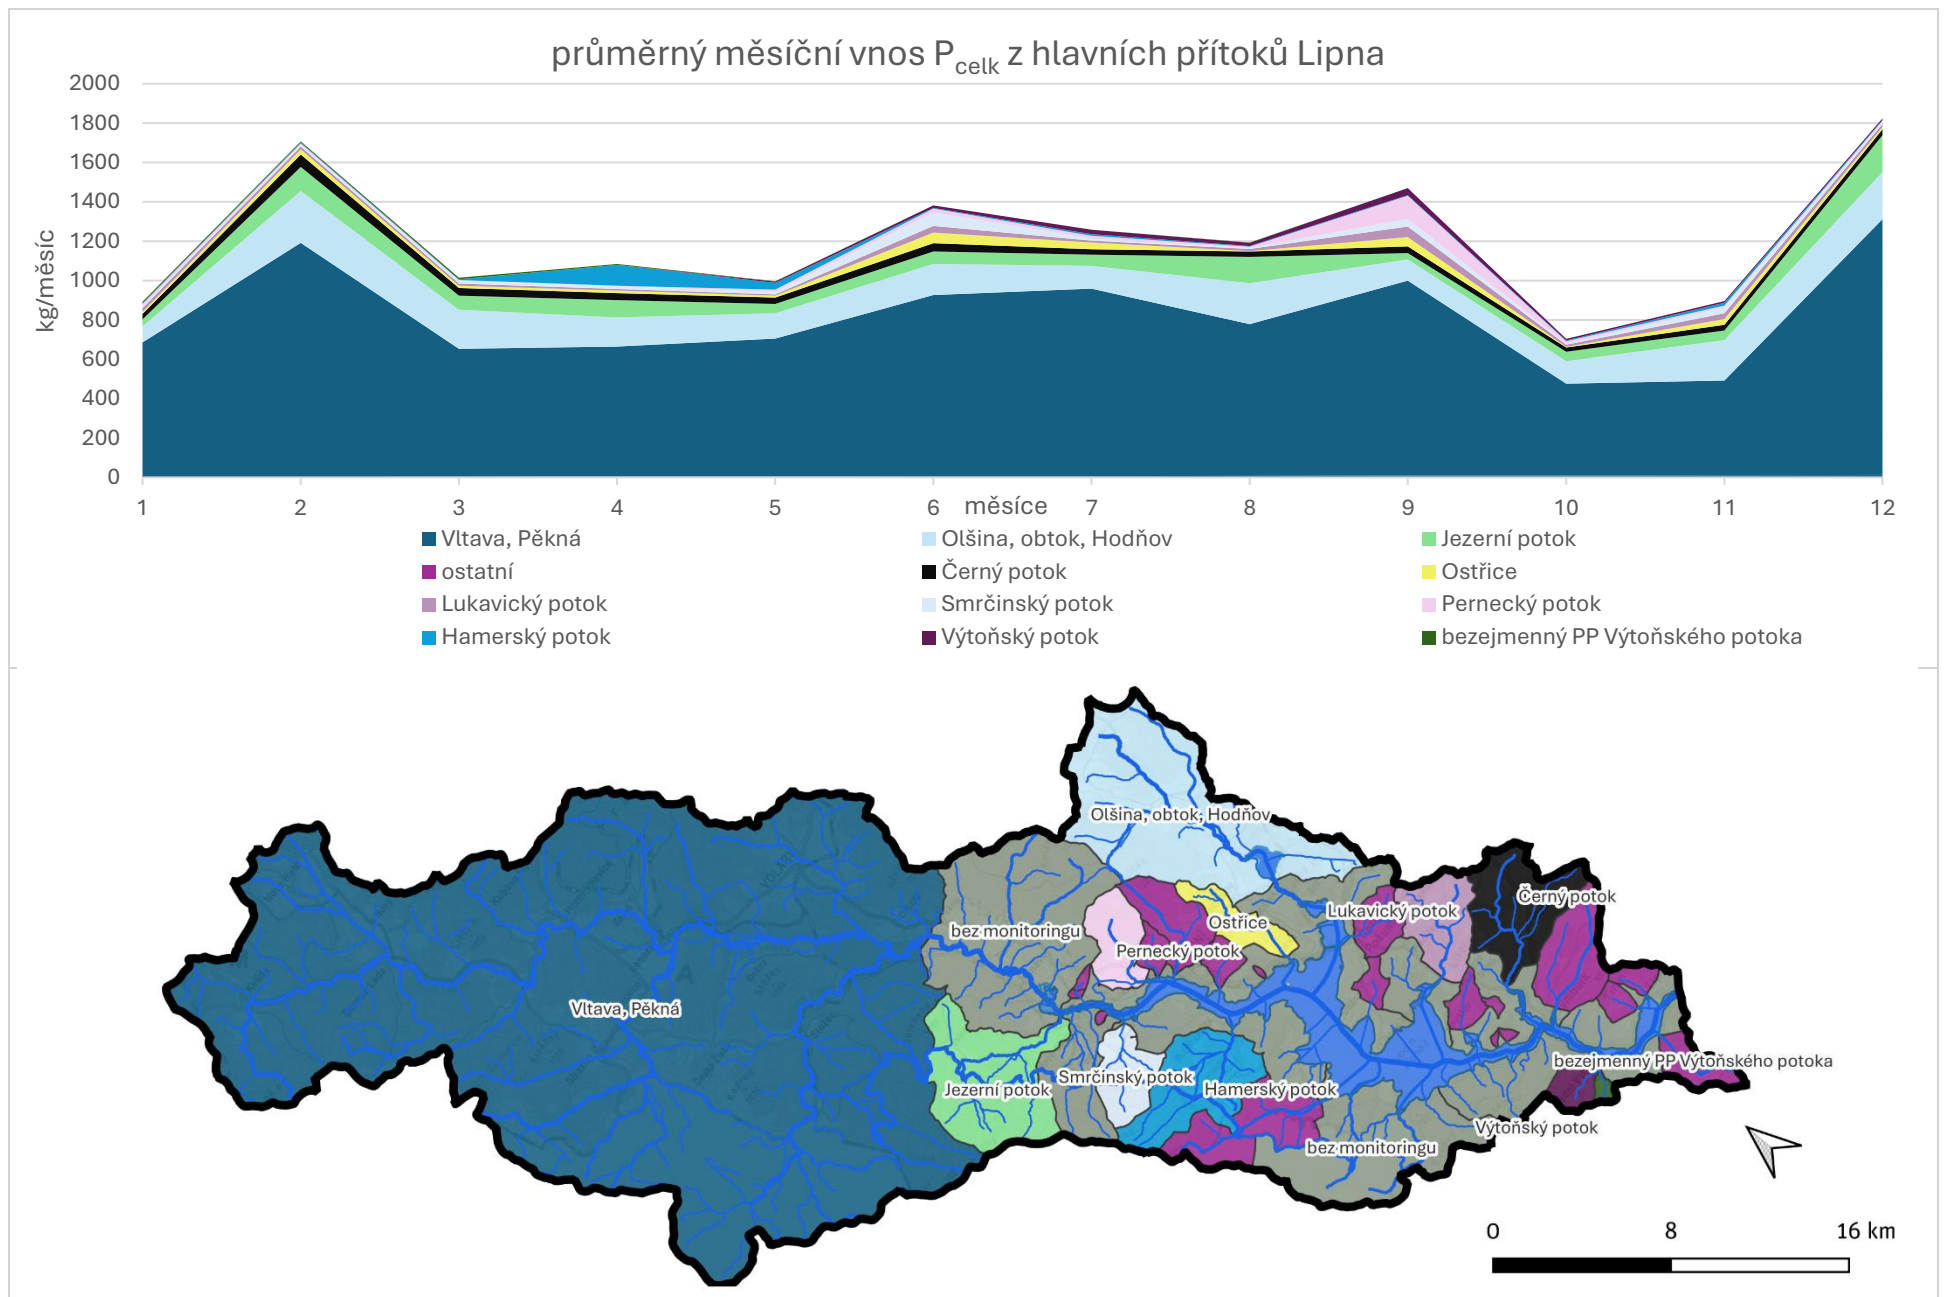 průměrný měsíční vnos Pcelk z hlavních přítoků Lipna
kg/měsíc
2000
1800
1600
1400
1200
1000
800
600
400
200
0
1 2 3 4 5 6 7 8 9 10 11 12
měsíce
Vltava, Pěkná
Olšina, obtok, Hodňov
Jezerní potok
ostatní
Černý potok
Ostřice
Lukavický potok
Smrčinský potok
Pernecký potok
Hamerský potok
Výtoňský potok
bezejmenný PP Výtoňského potoka
Olšina, obtok, Hodňov
Černý potok
Lukavický potok
Ostřice
bez monitoringu
Pernecký potok
Vltava, Pěkná
bezejmenný PP Výtoňského potoka
Smrčinský potok
Jezerní potok
Hamerský potok
Výtoňský potok
bez monitoringu
0 8 16 km